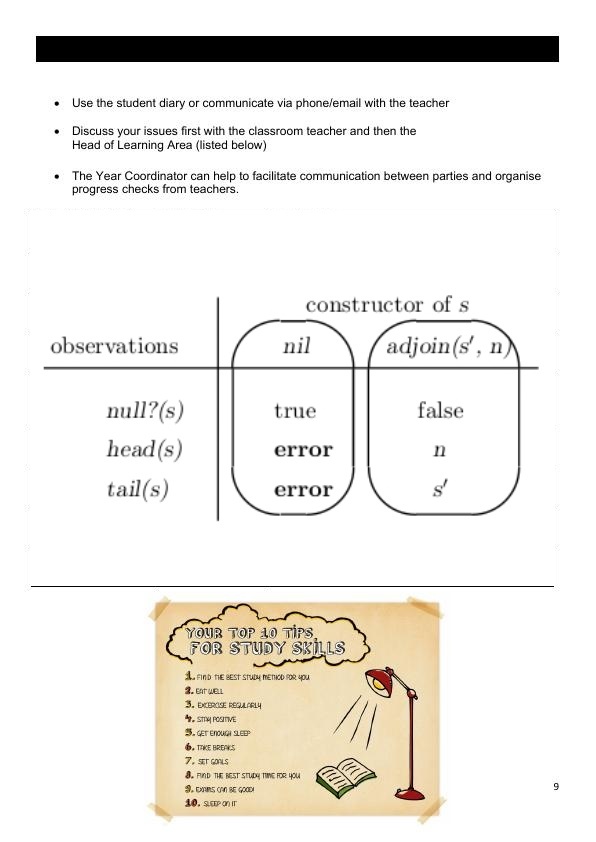 • Use the student diary or communicate via phone/email with the teacher
• Discuss your issues first with the classroom teacher and then the
Head of Learning Area (listed below)
• The Year Coordinator can help to facilitate communication between parties and organise
progress checks from teachers.
constructor of s
observations nil adjoin(s′, n)
null?(s) true false
head(s) error n
tail(s) error s′
YOUR TOP 10 TIPS
FOR STUDY SKILLS
1. FIND THE BEST STUDY METHOD FOR YOU
2. EAT WELL
3. EXCERCISE REGULARLY
4. STAY POSITIVE
5. GET ENOUGH SLEEP
6. TAKE BREAKS
7. SET GOALS
8. FIND THE BEST STUDY TIME FOR YOU
9. EXAMS CAN BE GOOD!
10. SLEEP ON IT
9